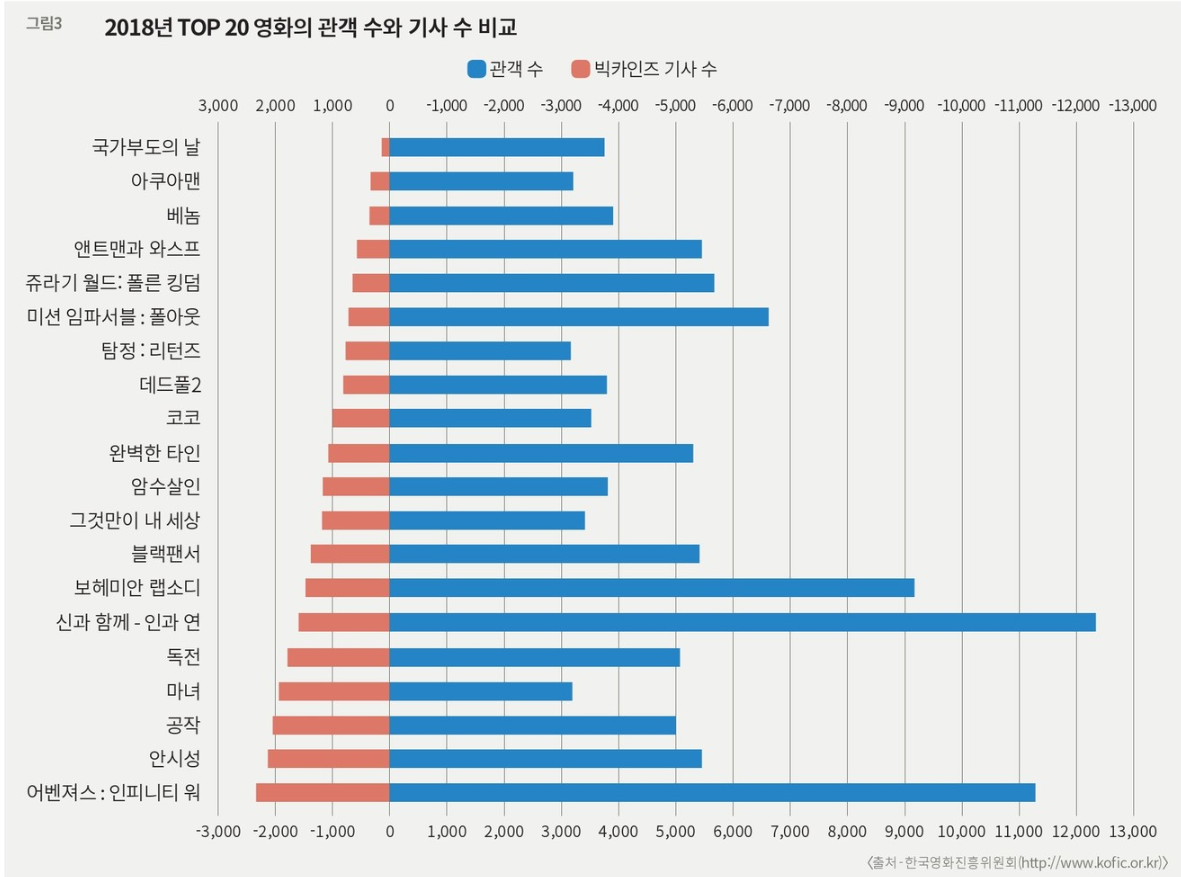 그림3
2018년 TOP 20 영화의 관객 수와 기사 수 비교
관객 수 빅카인즈 기사 수
3,000 2,000 1,000 0 -1,000 -2,000 -3,000 -4,000 -5,000 -6,000 -7,000 -8,000 -9,000 -10,000 -11,000 -12,000 -13,000
국가부도의 날
아쿠아맨
베놈
앤트맨과 와스프
쥬라기 월드: 폴른 킹덤
미션 임파서블 : 폴아웃
탐정 : 리턴즈
데드풀2
코코
완벽한 타인
암수살인
그것만이 내 세상
블랙팬서
보헤미안 랩소디
신과 함께 - 인과 연
독전
마녀
공작
안시성
어벤져스 : 인피니티 워
-3,000 -2,000 -1,000 0 1,000 2,000 3,000 4,000 5,000 6,000 7,000 8,000 9,000 10,000 11,000 12,000 13,000
〈출처 - 한국영화진흥위원회(http://www.kofic.or.kr)〉